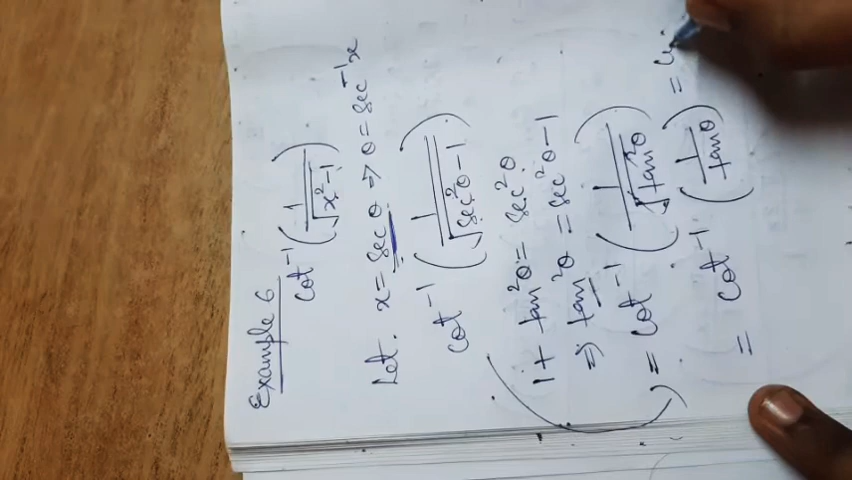 Example 6
cot⁻¹(1/√(x²-1))
Let. x = sec θ ⇒ θ = sec⁻¹x
cot⁻¹(1/√(sec²θ-1))
1 + tan²θ = sec²θ
⇒ tan²θ = sec²θ-1
= cot⁻¹(1/√(tan²θ))
= cot⁻¹(1/tanθ) =